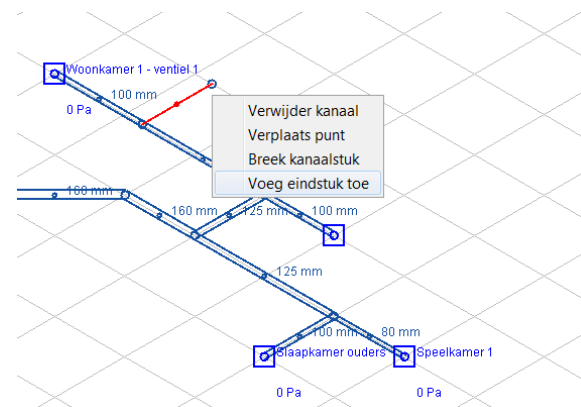 Woonkamer 1 - ventiel 1
100 mm
0 Pa
Verwijder kanaal
Verplaats punt
Breek kanaalstuk
Voeg eindstuk toe
160 mm
160 mm
125 mm
100 mm
125 mm
100 mm
80 mm
Slaapkamer ouders
Speelkamer 1
0 Pa
0 Pa